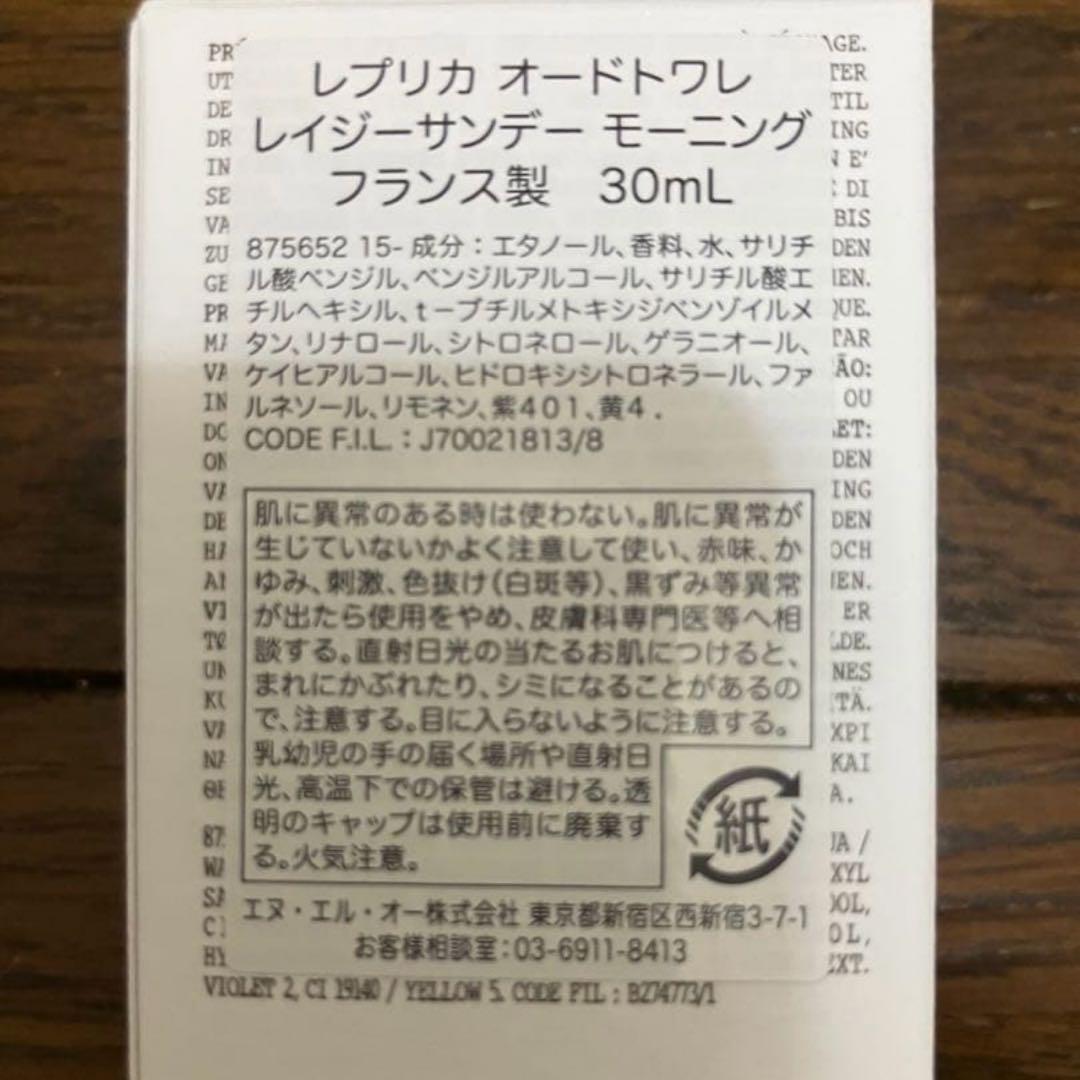 レプリカ オードトワレ
レイジーサンデー モーニング
フランス製　30mL
875652 15- 成分：エタノール、香料、水、サリチ
ル酸ベンジル、ベンジルアルコール、サリチル酸エ
チルヘキシル、t－ブチルメトキシジベンゾイルメ
タン、リナロール、シトロネロール、ゲラニオール、
ケイヒアルコール、ヒドロキシシトロネラール、ファ
ルネソール、リモネン、紫401、黄4．
CODE F.I.L.：J70021813/8
肌に異常のある時は使わない。肌に異常が
生じていないかよく注意して使い、赤味、か
ゆみ、刺激、色抜け（白斑等）、黒ずみ等異常
が出たら使用をやめ、皮膚科専門医等へ相
談する。直射日光の当たるお肌につけると、
まれにかぶれたり、シミになることがあるの
で、注意する。目に入らないように注意する。
乳幼児の手の届く場所や直射日
光、高温下での保管は避ける。透
明のキャップは使用前に廃棄す
る。火気注意。
紙
エヌ・エル・オー株式会社 東京都新宿区西新宿3-7-1
お客様相談室：03-6911-8413
VIOLET 2, CI 19140 / YELLOW 5. CODE FIL : B274773/1